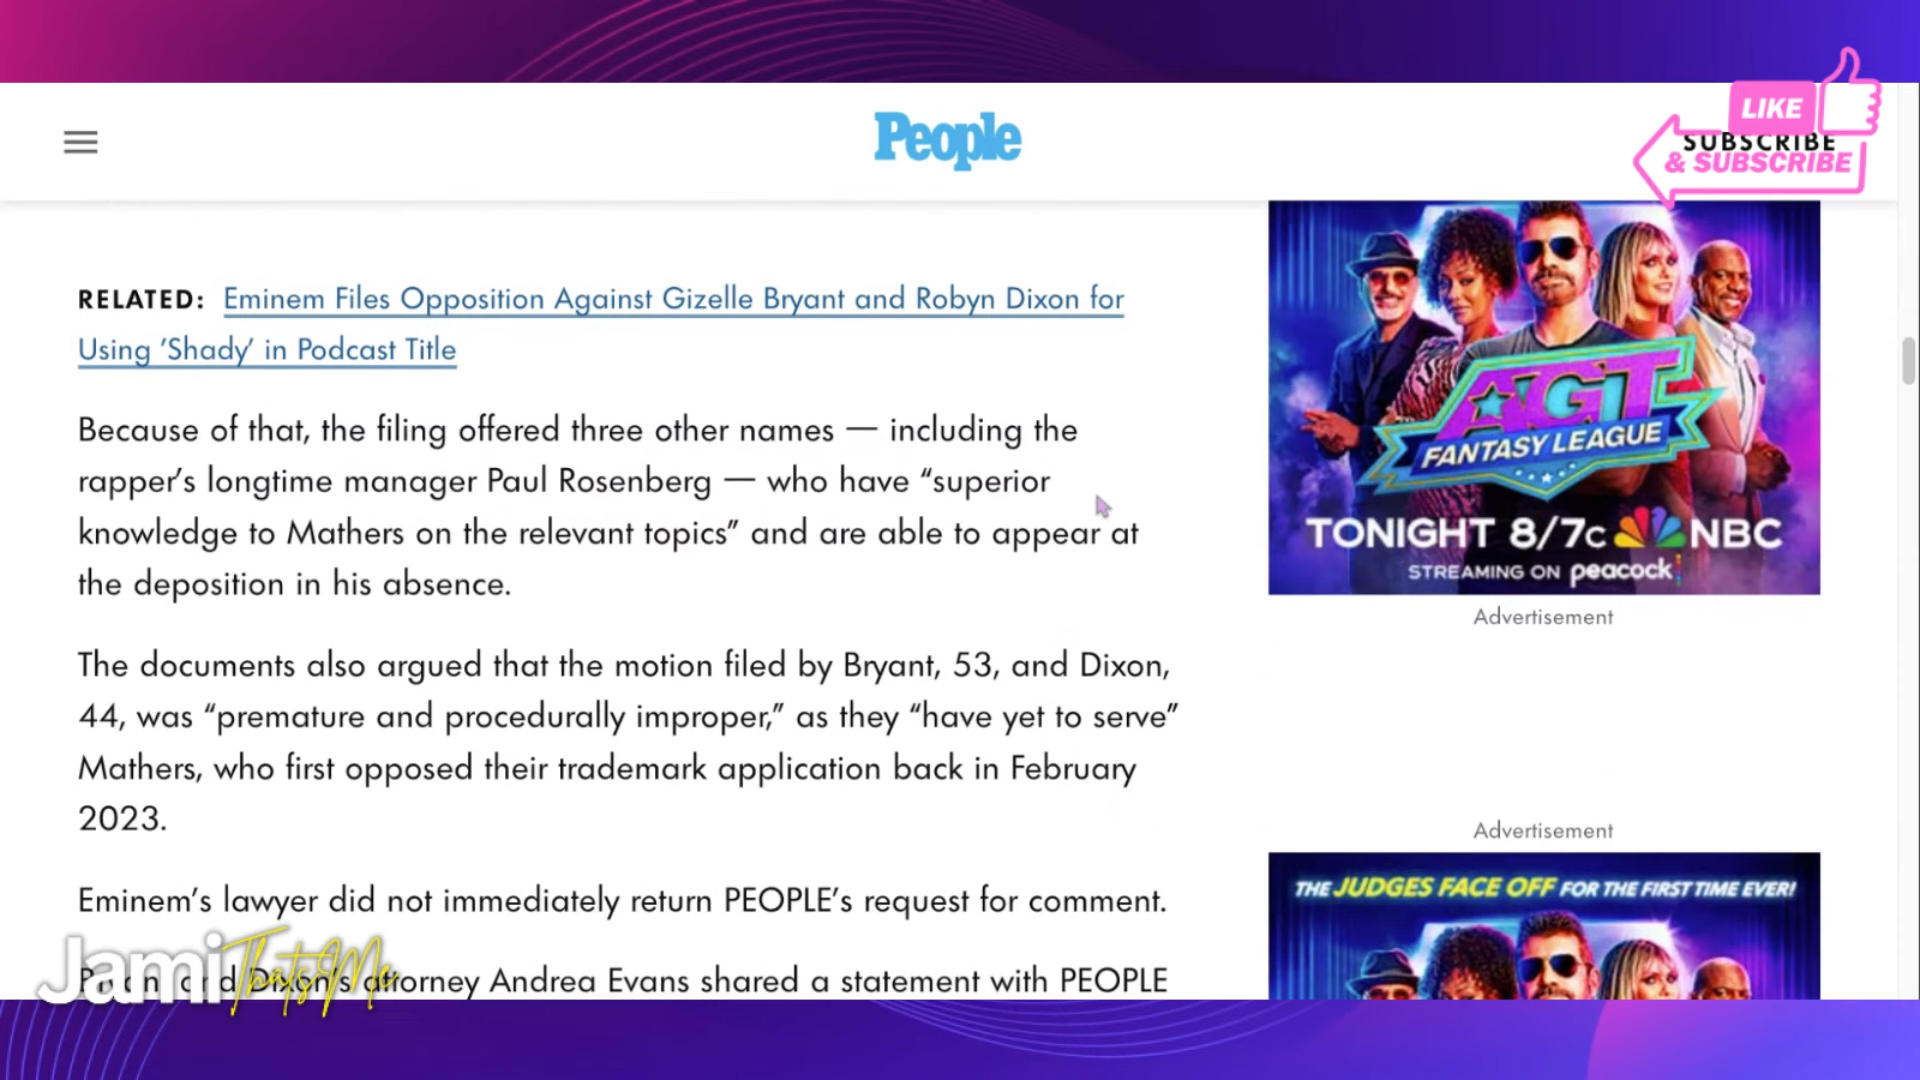 People
LIKE
SUBSCRIBE
& SUBSCRIBE
RELATED: Eminem Files Opposition Against Gizelle Bryant and Robyn Dixon for
Using ‘Shady’ in Podcast Title
Because of that, the filing offered three other names — including the
rapper’s longtime manager Paul Rosenberg — who have “superior
knowledge to Mathers on the relevant topics” and are able to appear at
the deposition in his absence.
The documents also argued that the motion filed by Bryant, 53, and Dixon,
44, was “premature and procedurally improper,” as they “have yet to serve”
Mathers, who first opposed their trademark application back in February
2023.
Eminem’s lawyer did not immediately return PEOPLE’s request for comment.
attorney Andrea Evans shared a statement with PEOPLE
Jami That'sMe
AGT
FANTASY LEAGUE
TONIGHT 8/7c NBC
STREAMING ON peacock
Advertisement
Advertisement
THE JUDGES FACE OFF FOR THE FIRST TIME EVER!